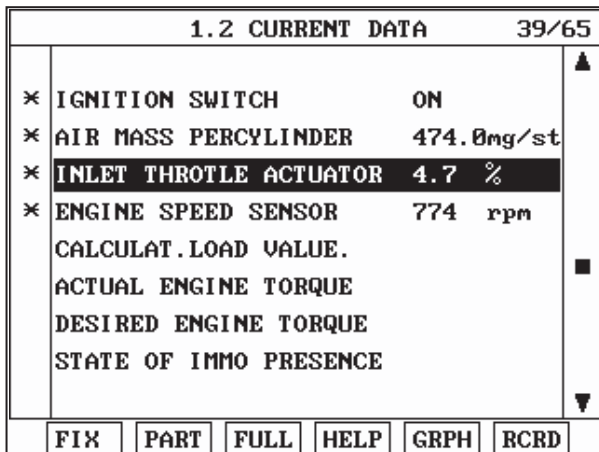 1.2 CURRENT DATA 39/65
* IGNITION SWITCH ON
* AIR MASS PERCYLINDER 474.0mg/st
* INLET THROTLE ACTUATOR 4.7 %
* ENGINE SPEED SENSOR 774 rpm
CALCULAT.LOAD VALUE.
ACTUAL ENGINE TORQUE
DESIRED ENGINE TORQUE
STATE OF IMMO PRESENCE
FIX PART FULL HELP GRPH RCRD